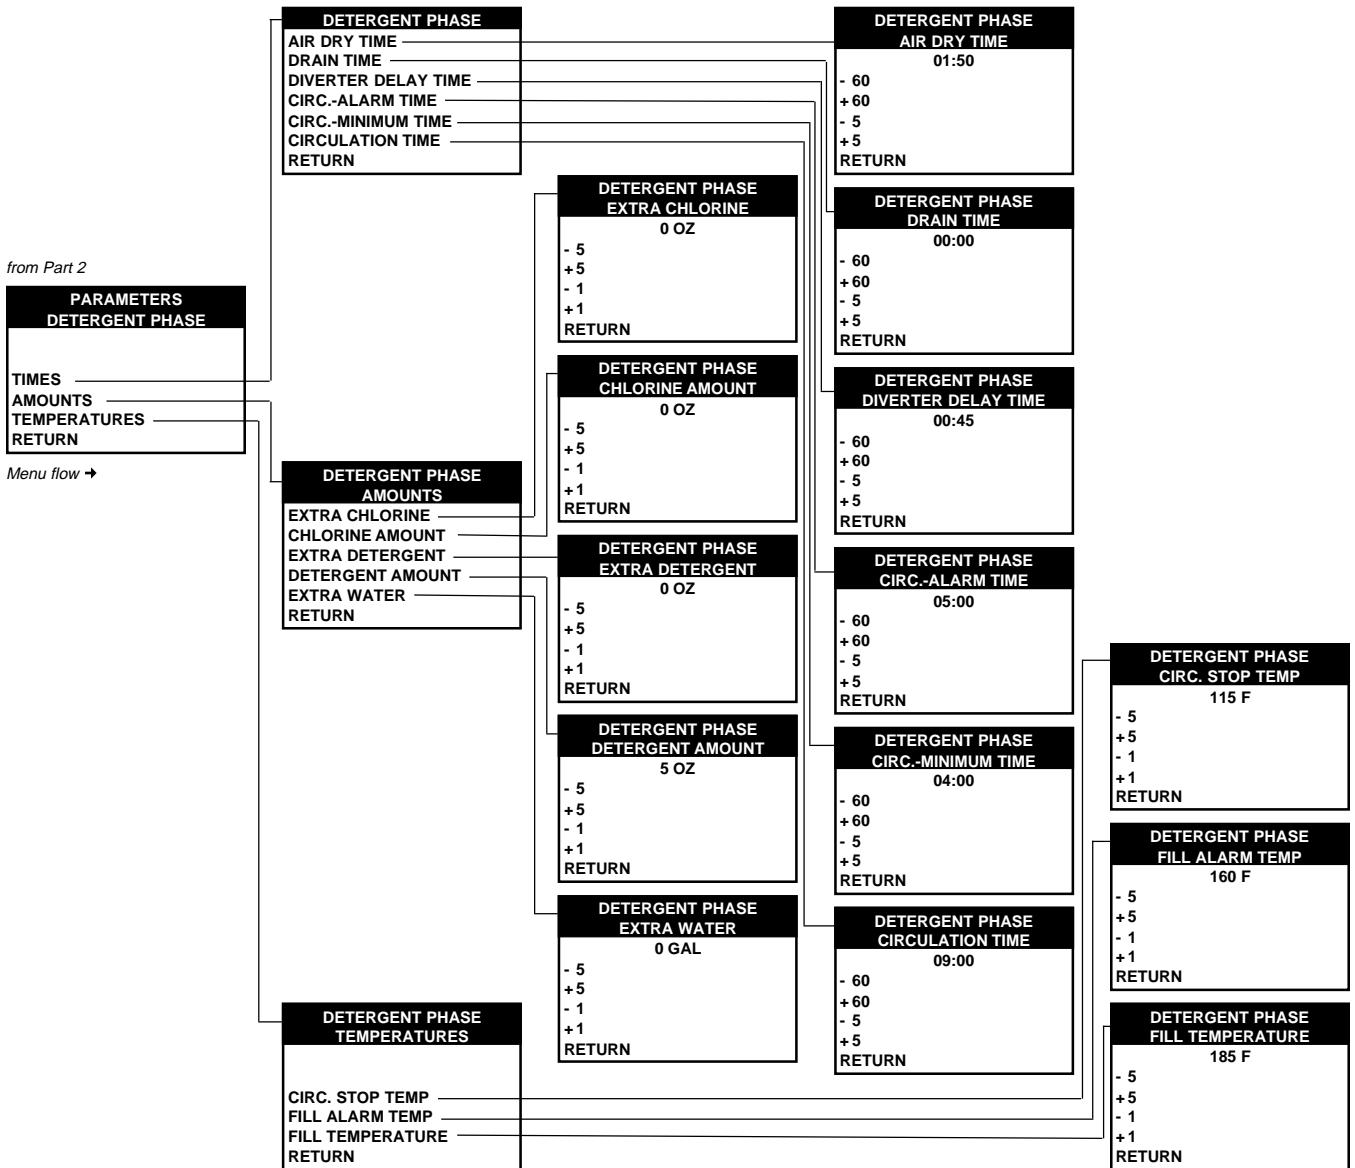 from Part 2
PARAMETERS
DETERGENT PHASE
TIMES
AMOUNTS
TEMPERATURES
RETURN
Menu flow →
DETERGENT PHASE
AIR DRY TIME
DRAIN TIME
DIVERTER DELAY TIME
CIRC.-ALARM TIME
CIRC.-MINIMUM TIME
CIRCULATION TIME
RETURN
DETERGENT PHASE
AMOUNTS
EXTRA CHLORINE
CHLORINE AMOUNT
EXTRA DETERGENT
DETERGENT AMOUNT
EXTRA WATER
RETURN
DETERGENT PHASE
TEMPERATURES
CIRC. STOP TEMP
FILL ALARM TEMP
FILL TEMPERATURE
RETURN
DETERGENT PHASE
EXTRA CHLORINE
0 OZ
- 5
+5
- 1
+1
RETURN
DETERGENT PHASE
CHLORINE AMOUNT
0 OZ
- 5
+5
- 1
+1
RETURN
DETERGENT PHASE
EXTRA DETERGENT
0 OZ
- 5
+5
- 1
+1
RETURN
DETERGENT PHASE
DETERGENT AMOUNT
5 OZ
- 5
+5
- 1
+1
RETURN
DETERGENT PHASE
EXTRA WATER
0 GAL
- 5
+5
- 1
+1
RETURN
DETERGENT PHASE
AIR DRY TIME
01:50
- 60
+60
- 5
+5
RETURN
DETERGENT PHASE
DRAIN TIME
00:00
- 60
+60
- 5
+5
RETURN
DETERGENT PHASE
DIVERTER DELAY TIME
00:45
- 60
+60
- 5
+5
RETURN
DETERGENT PHASE
CIRC.-ALARM TIME
05:00
- 60
+60
- 5
+5
RETURN
DETERGENT PHASE
CIRC.-MINIMUM TIME
04:00
- 60
+60
- 5
+5
RETURN
DETERGENT PHASE
CIRCULATION TIME
09:00
- 60
+60
- 5
+5
RETURN
DETERGENT PHASE
CIRC. STOP TEMP
115 F
- 5
+5
- 1
+1
RETURN
DETERGENT PHASE
FILL ALARM TEMP
160 F
- 5
+5
- 1
+1
RETURN
DETERGENT PHASE
FILL TEMPERATURE
185 F
- 5
+5
- 1
+1
RETURN